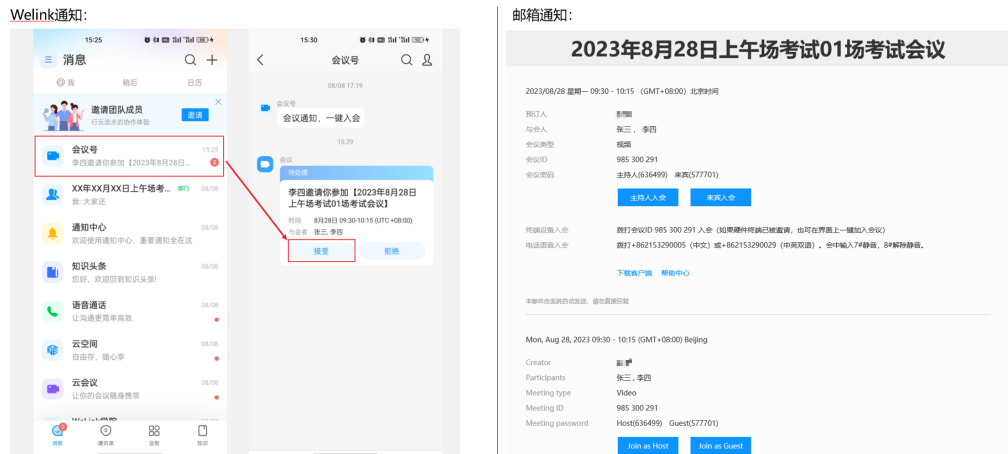 Welink通知：
15:25
消息
@ 我
稍后
日历
邀请团队成员
行云流水的协作体验
邀请
会议号
15:25
李四邀请你参加【2023年8月28日...
2
XX年XX月XX日上午场考...
部门
08/08
我: 大家还
通知中心
08/08
欢迎使用通知中心，重要通知全在这
知识头条
08/08
您好，欢迎回到知识头条!
语音通话
08/08
让沟通更简单高效
云空间
08/08
自由存，随心享
云会议
08/08
让你的会议随身携带
消息
通讯录
业务
知识
15:30
会议号
08/08 17:19
会议号
会议通知，一键入会
15:29
会议
待处理
李四邀请你参加【2023年8月28日
上午场考试01场考试会议】
时间 8月28日 09:30-10:15 (UTC +08:00)
与会者 张三, 李四
接受
拒绝
邮箱通知：
2023年8月28日上午场考试01场考试会议
2023/08/28 星期一 09:30 - 10:15 （GMT+08:00）北京时间
预订人
与会人 张三 , 李四
会议类型 视频
会议ID 985 300 291
会议密码 主持人(636499) 来宾(577701)
主持人入会
来宾入会
终端设备入会 拨打会议ID 985 300 291 入会（如果硬件终端已被邀请，也可在界面上一键加入会议）
电话语音入会 拨打+862153290005（中文）或+862153290029（中英双语）。会中输入7#静音，8#解除静音。
下载客户端 帮助中心
本邮件由系统自动发送，请勿直接回复
Mon, Aug 28, 2023 09:30 - 10:15 (GMT+08:00) Beijing
Creator
Participants 张三 , 李四
Meeting type Video
Meeting ID 985 300 291
Meeting password Host(636499) Guest(577701)
Join as Host
Join as Guest